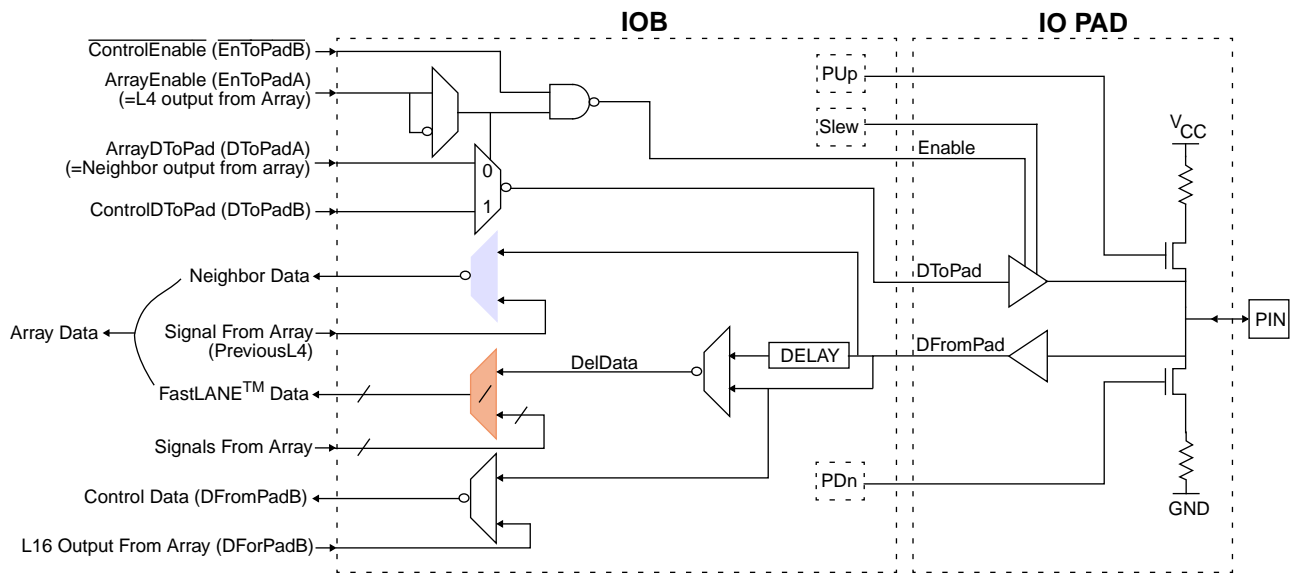 IOB
IO PAD
ControlEnable (EnToPadB)
ArrayEnable (EnToPadA)
(=L4 output from Array)
ArrayDToPad (DToPadA)
(=Neighbor output from array)
ControlDToPad (DToPadB)
0
1
PUp
Slew
Enable
VCC
Neighbor Data
DToPad
Array Data
Signal From Array
(PreviousL4)
PIN
DelData
DELAY
DFromPad
FastLANETM Data
Signals From Array
PDn
Control Data (DFromPadB)
GND
L16 Output From Array (DForPadB)